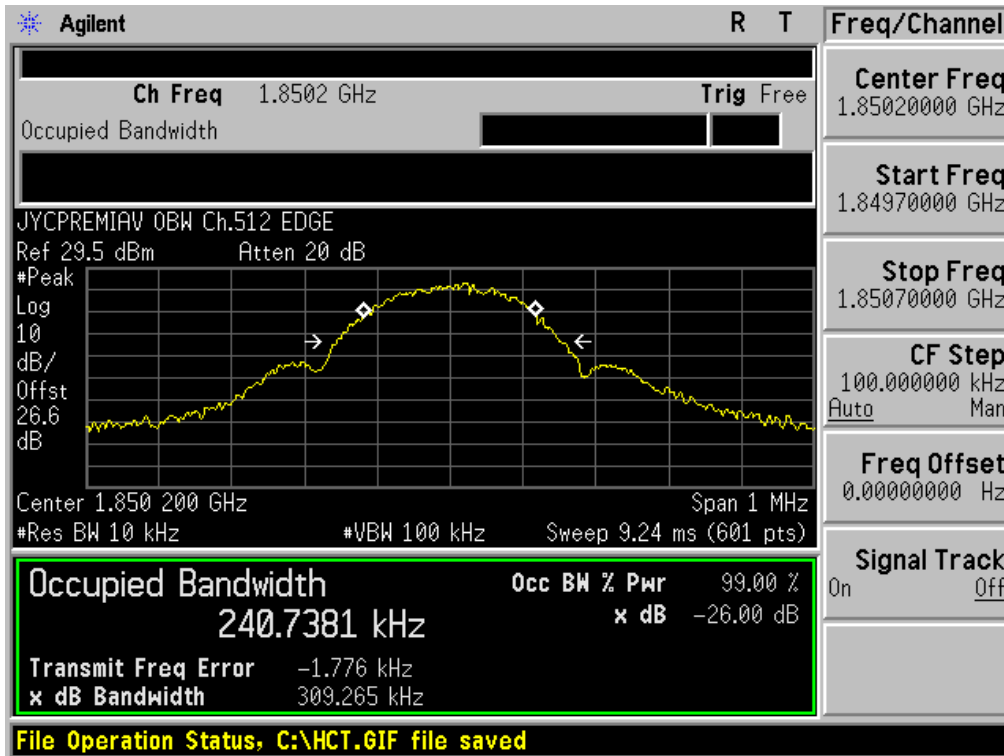 Agilent R T
Ch Freq 1.8502 GHz Trig Free
Occupied Bandwidth
JYCPREMIAV OBW Ch.512 EDGE
Ref 29.5 dBm Atten 20 dB
#Peak
Log
10
dB/
Offst
26.6
dB
Center 1.850 200 GHz Span 1 MHz
#Res BW 10 kHz #VBW 100 kHz Sweep 9.24 ms (601 pts)
Occupied Bandwidth
240.7381 kHz
Occ BW % Pwr 99.00 %
x dB -26.00 dB
Transmit Freq Error -1.776 kHz
x dB Bandwidth 309.265 kHz
File Operation Status, C:\HCT.GIF file saved
Freq/Channel
Center Freq
1.85020000 GHz
Start Freq
1.84970000 GHz
Stop Freq
1.85070000 GHz
CF Step
100.000000 kHz
Auto Man
Freq Offset
0.00000000 Hz
Signal Track
On Off